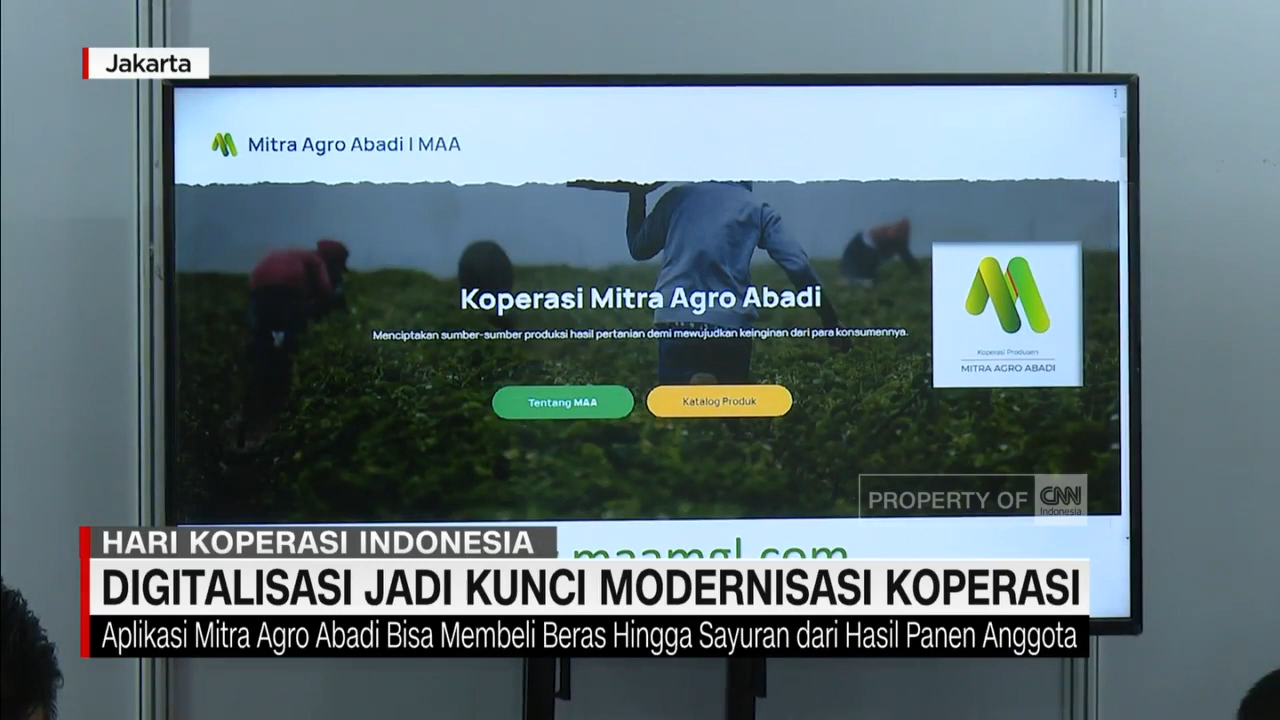 Jakarta
Mitra Agro Abadi | MAA
Koperasi Mitra Agro Abadi
Menciptakan sumber-sumber produksi hasil pertanian demi mewujudkan keinginan dari para konsumennya.
Koperasi Produsen
MITRA AGRO ABADI
Tentang MAA
Katalog Produk
PROPERTY OF CNN Indonesia
HARI KOPERASI INDONESIA
maamgl.com
DIGITALISASI JADI KUNCI MODERNISASI KOPERASI
Aplikasi Mitra Agro Abadi Bisa Membeli Beras Hingga Sayuran dari Hasil Panen Anggota